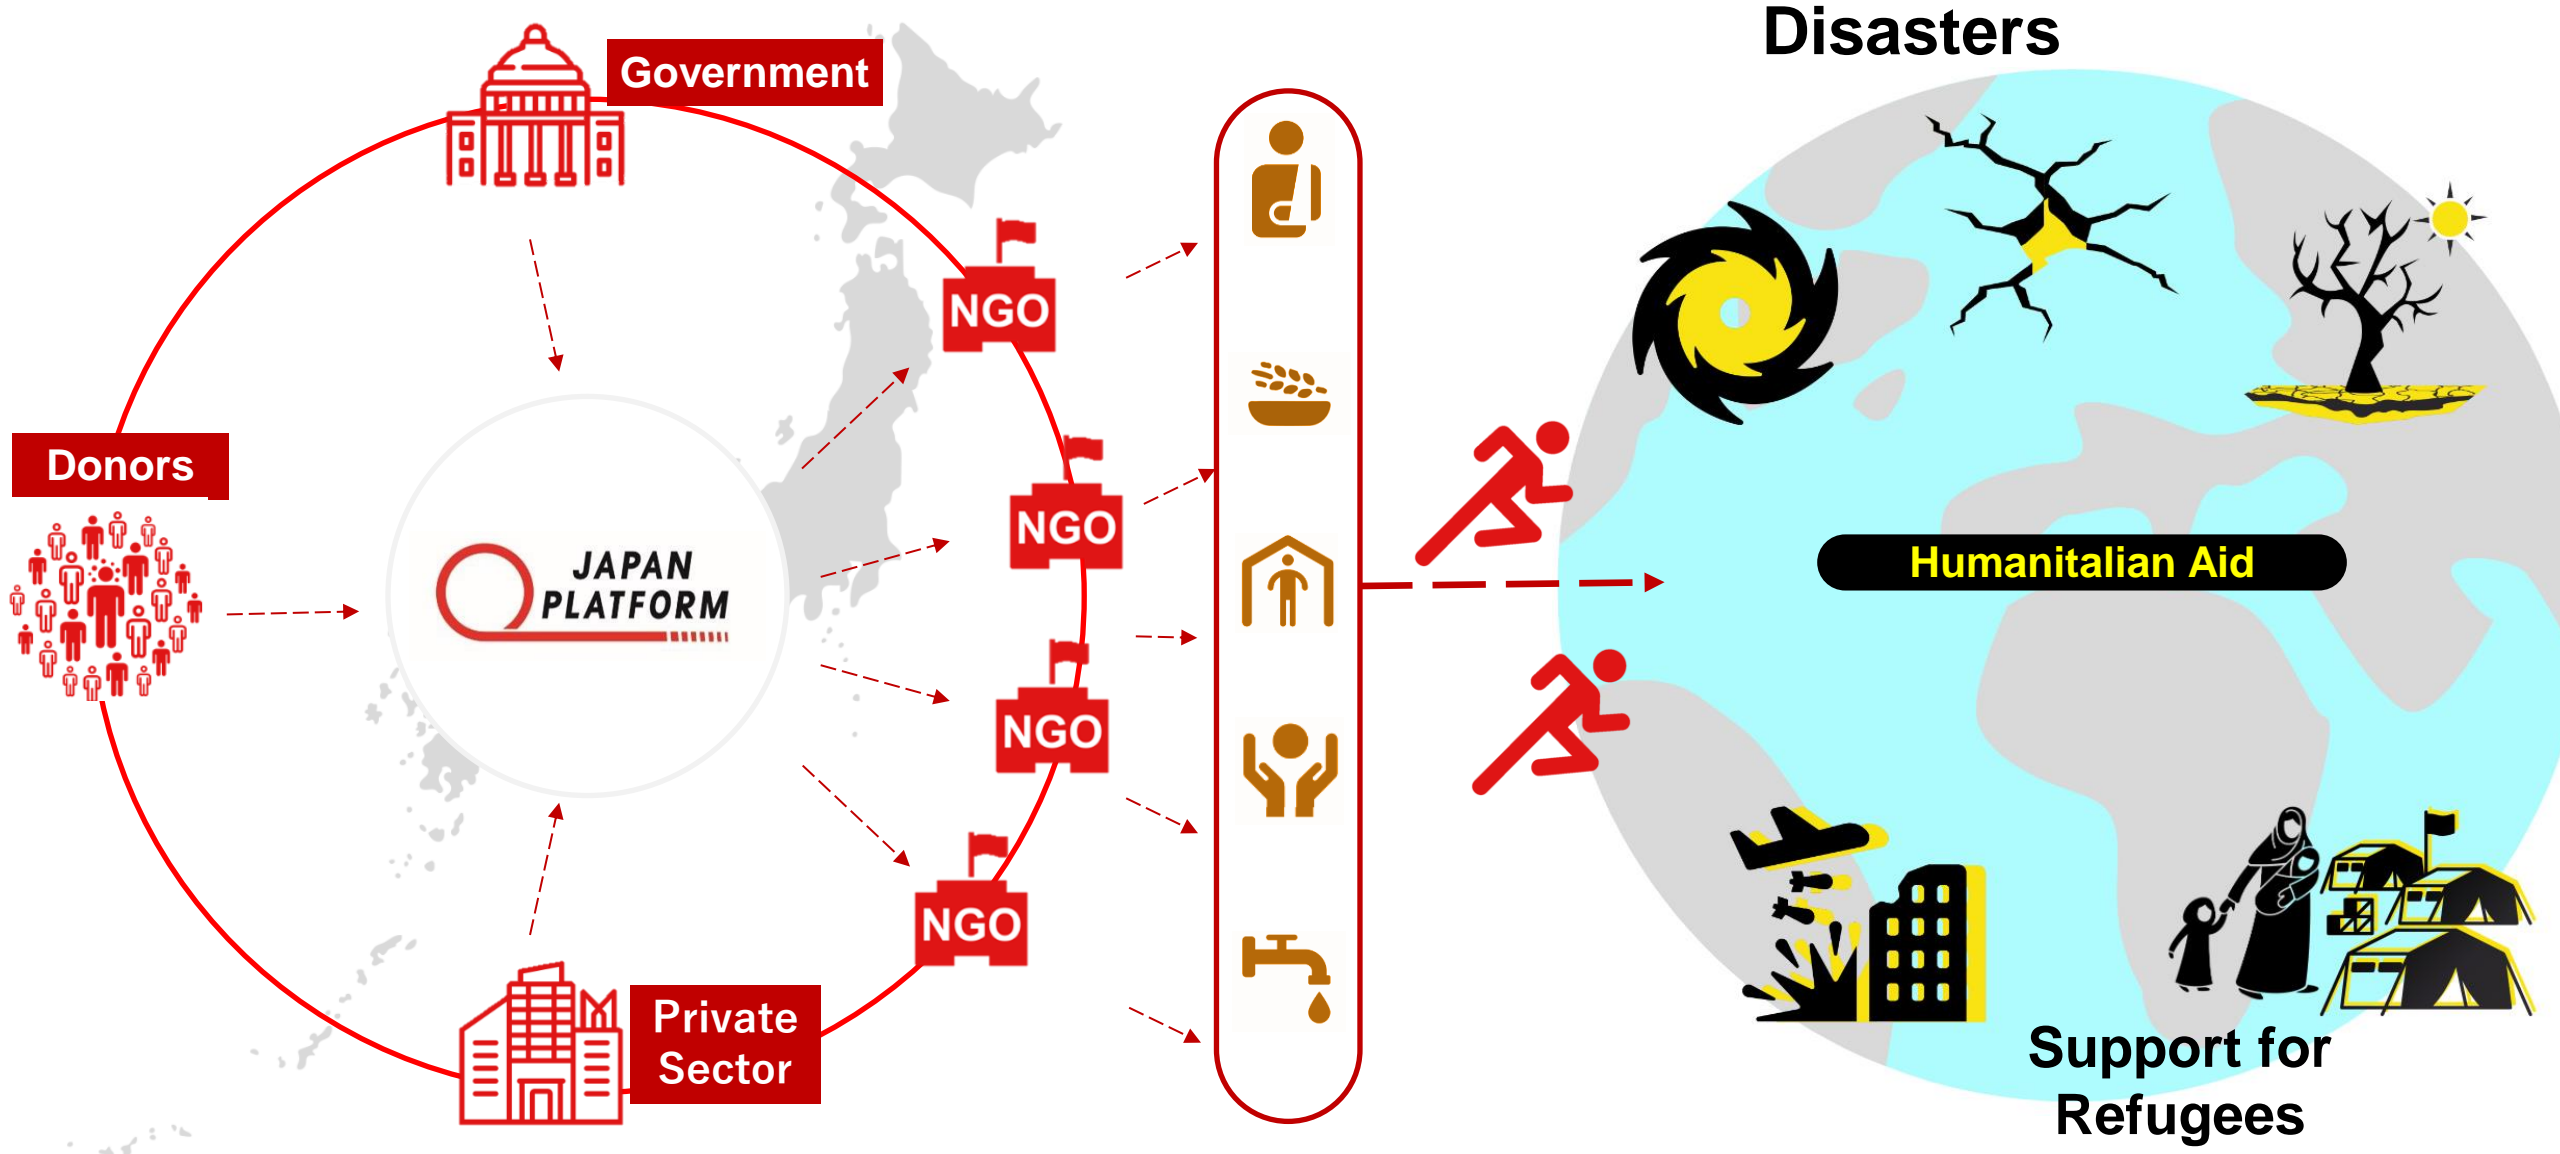 Disasters
Government
NGO
Donors
NGO
JAPAN
PLATFORM
Humanitalian Aid
NGO
NGO
Private
Sector
Support for
Refugees